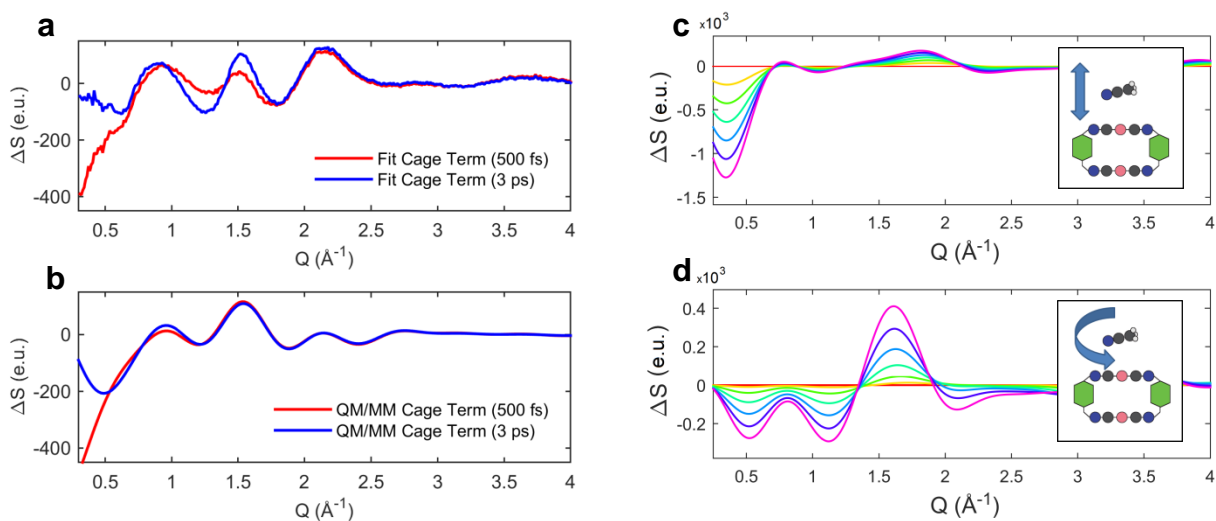 a
100
0
-200
-400
ΔS (e.u.)
Fit Cage Term (500 fs)
Fit Cage Term (3 ps)
0.5 1 1.5 2 2.5 3 3.5 4
Q (Å-1)
b
0
-200
-400
ΔS (e.u.)
QM/MM Cage Term (500 fs)
QM/MM Cage Term (3 ps)
0.5 1 1.5 2 2.5 3 3.5 4
Q (Å-1)
c
×10³
0
-0.5
-1
-1.5
ΔS (e.u.)
0.5 1 1.5 2 2.5 3 3.5 4
Q (Å-1)
d
×10³
0.4
0.2
0
-0.2
ΔS (e.u.)
0.5 1 1.5 2 2.5 3 3.5 4
Q (Å-1)